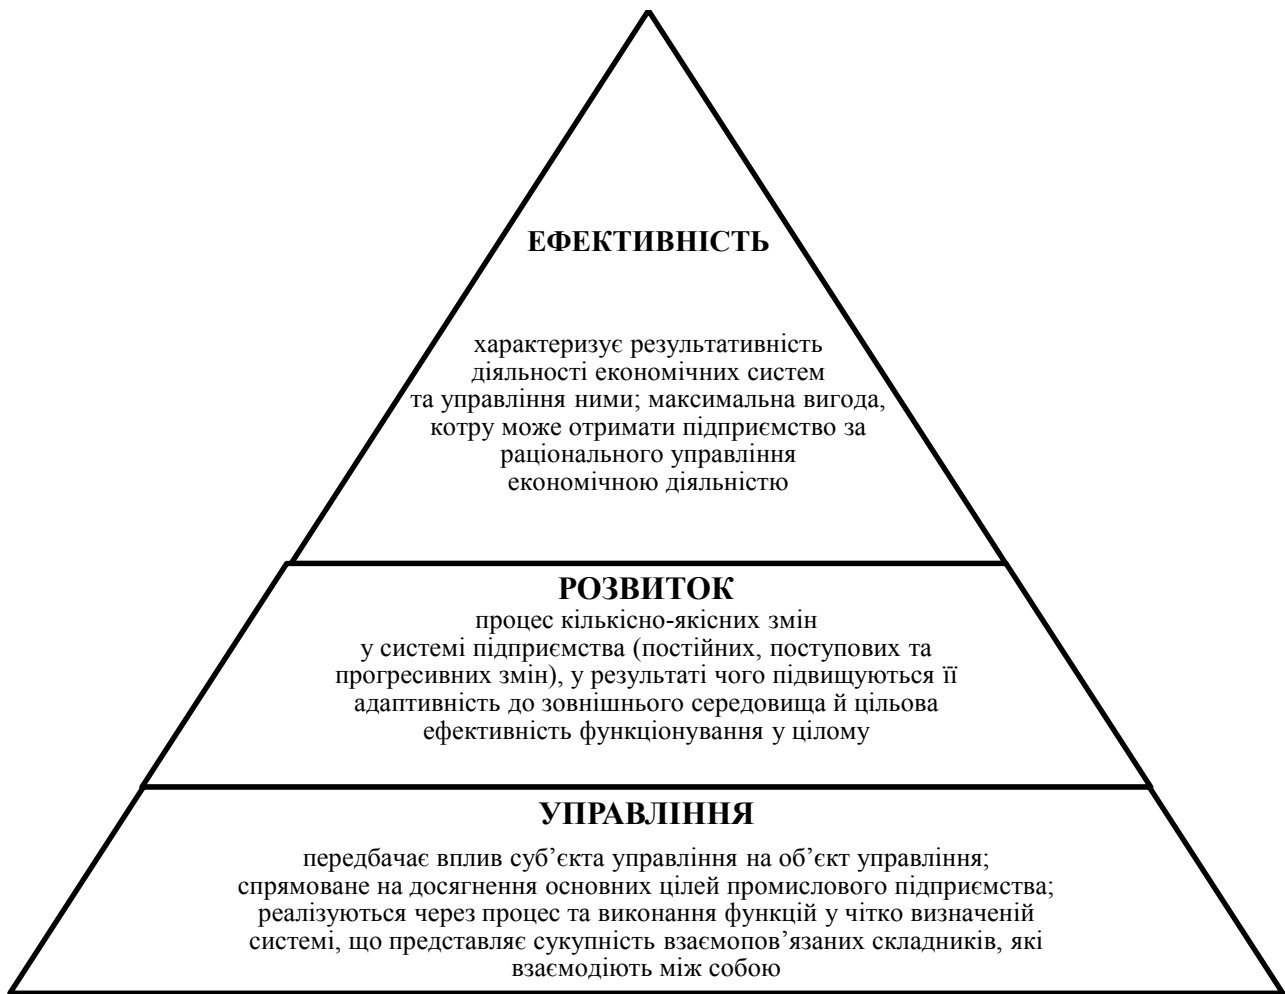 ЕФЕКТИВНІСТЬ
характеризує результативність
діяльності економічних систем
та управління ними; максимальна вигода,
котру може отримати підприємство за
раціонального управління
економічною діяльністю
РОЗВИТОК
процес кількісно-якісних змін
у системі підприємства (постійних, поступових та
прогресивних змін), у результаті чого підвищуються її
адаптивність до зовнішнього середовища й цільова
ефективність функціонування у цілому
УПРАВЛІННЯ
передбачає вплив суб’єкта управління на об’єкт управління;
спрямоване на досягнення основних цілей промислового підприємства;
реалізуються через процес та виконання функцій у чітко визначеній
системі, що представляє сукупність взаємопов’язаних складників, які
взаємодіють між собою